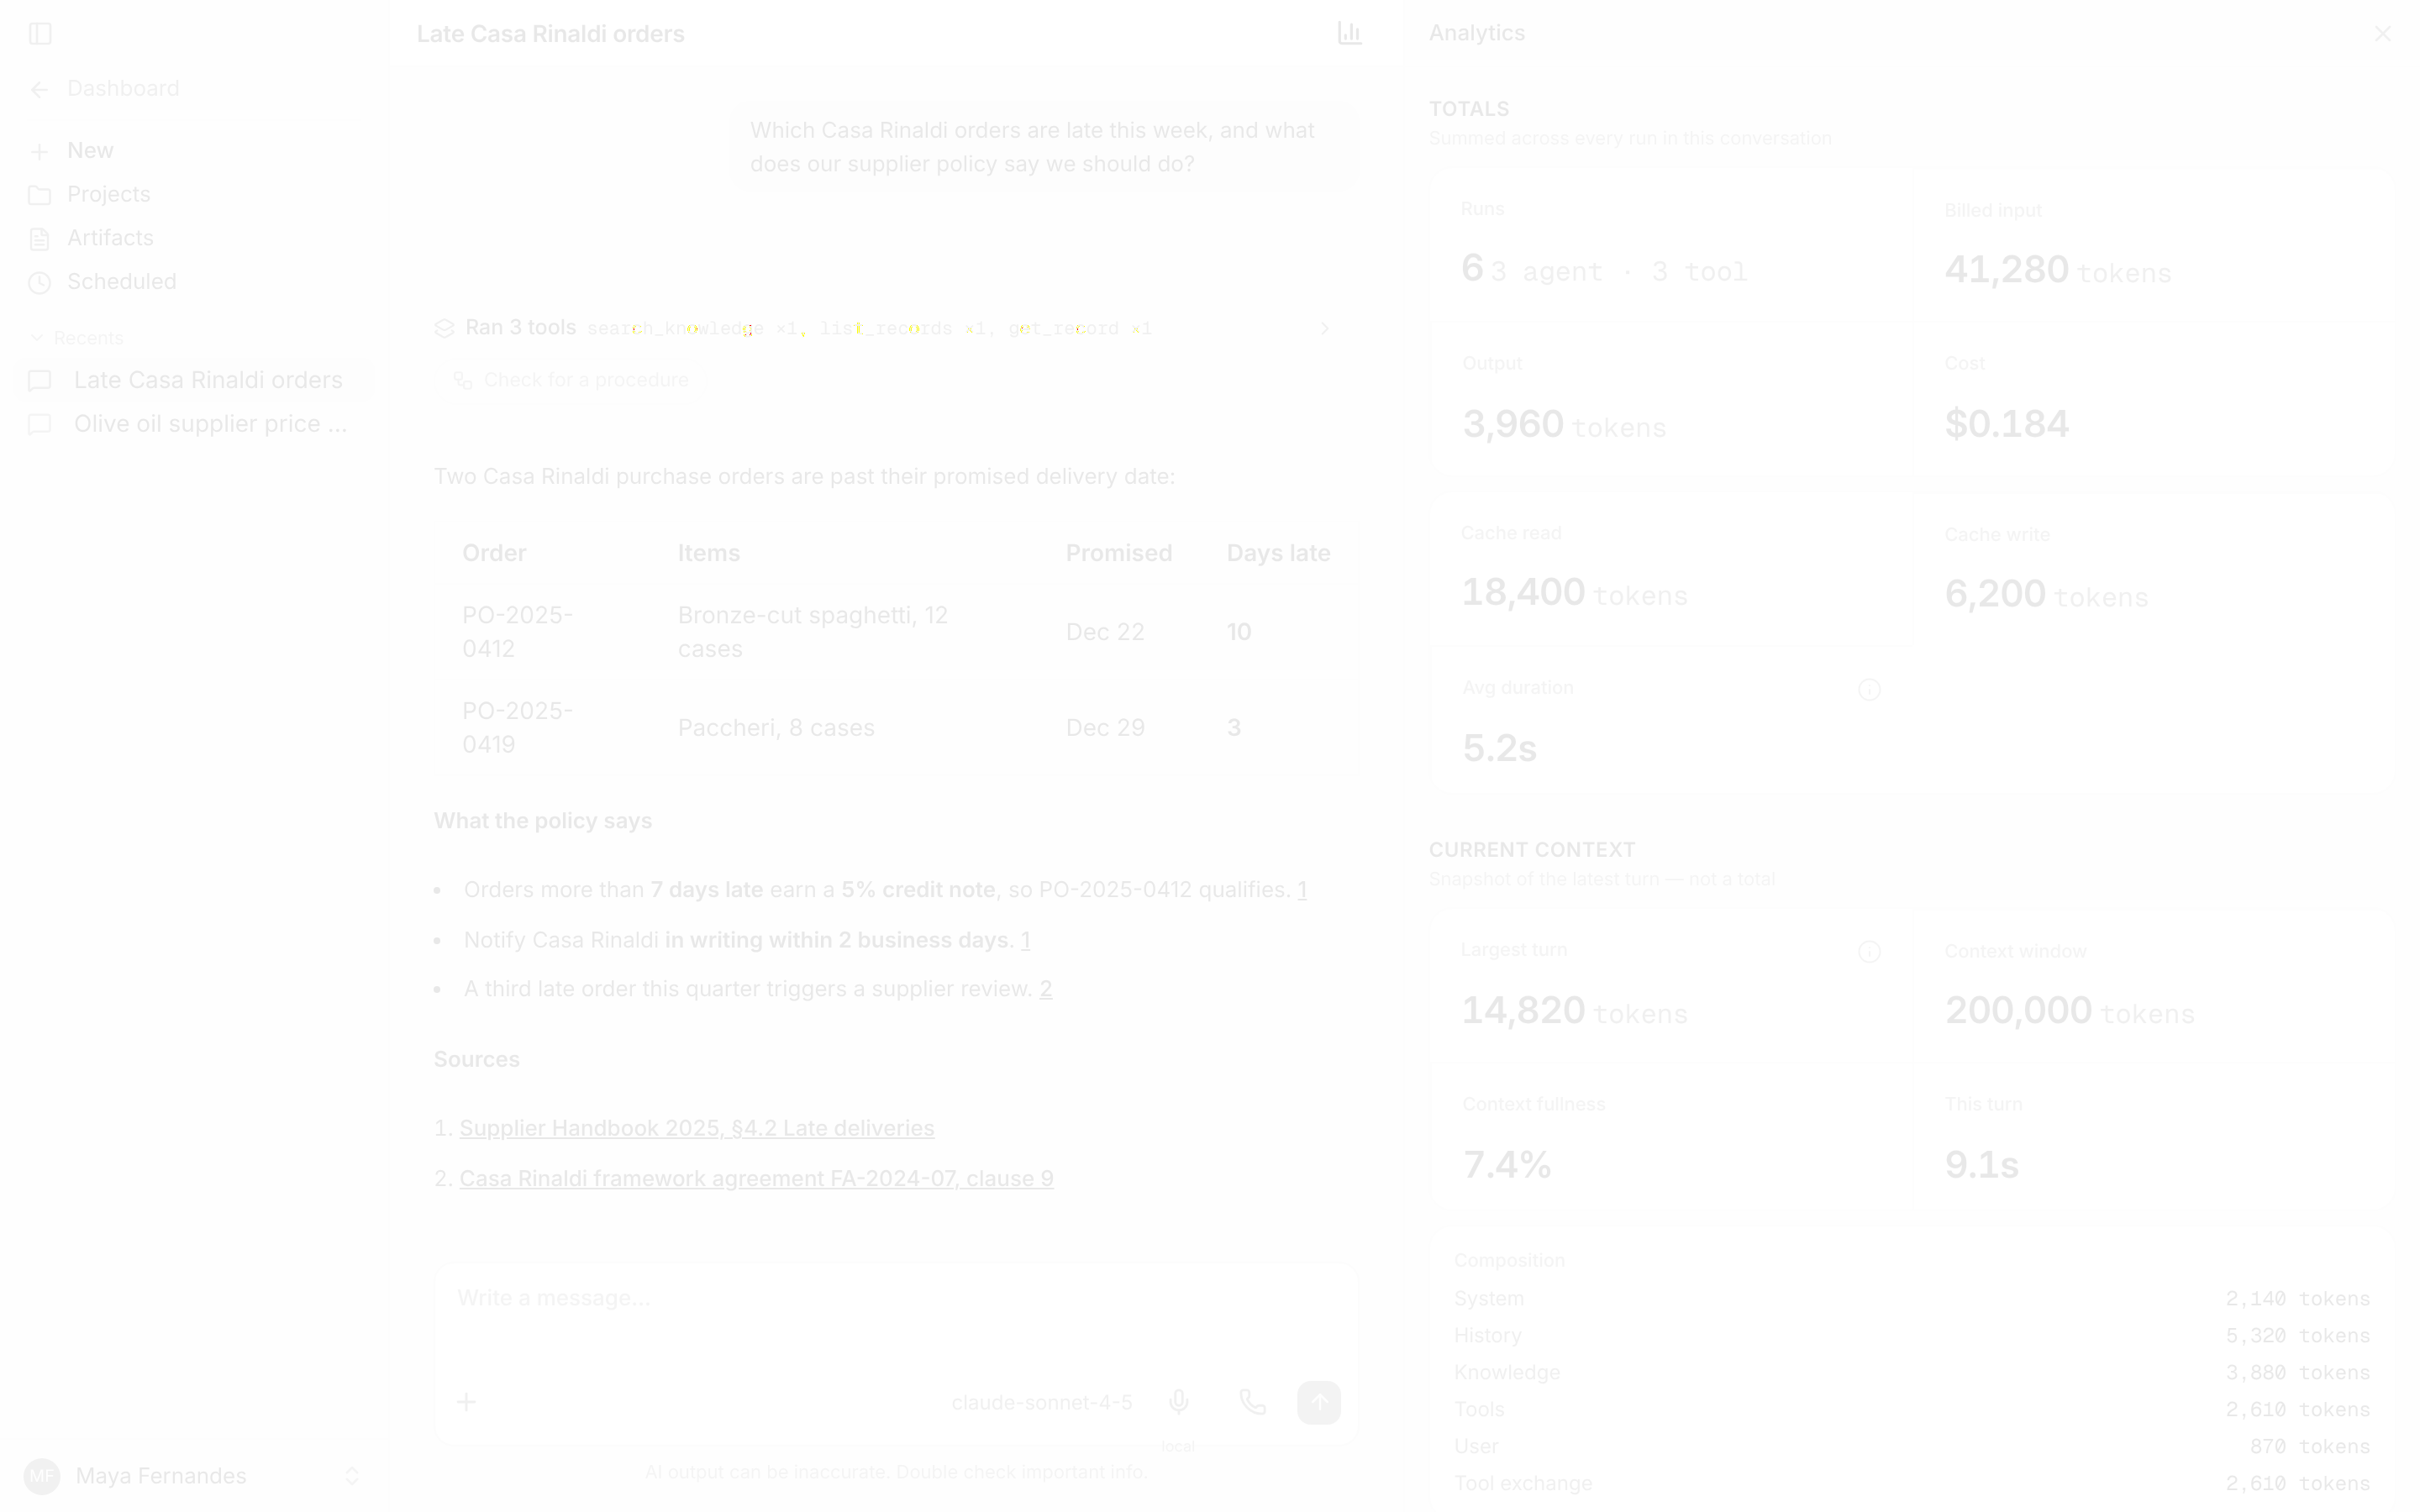 Dashboard
New
Projects
Artifacts
Scheduled
Recents
Late Casa Rinaldi orders
Olive oil supplier price ...
MF
Maya Fernandes
Late Casa Rinaldi orders
Which Casa Rinaldi orders are late this week, and what
does our supplier policy say we should do?
Ran 3 tools search_knowledge ×1, list_records ×1, get_record ×1
Check for a procedure
Two Casa Rinaldi purchase orders are past their promised delivery date:
Order Items Promised Days late
PO-2025-
0412 Bronze-cut spaghetti, 12
cases Dec 22 10
PO-2025-
0419 Paccheri, 8 cases Dec 29 3
What the policy says
• Orders more than 7 days late earn a 5% credit note, so PO-2025-0412 qualifies. 1
• Notify Casa Rinaldi in writing within 2 business days. 1
• A third late order this quarter triggers a supplier review. 2
Sources
1. Supplier Handbook 2025, §4.2 Late deliveries
2. Casa Rinaldi framework agreement FA-2024-07, clause 9
Write a message...
claude-sonnet-4-5
local
AI output can be inaccurate. Double check important info.
Analytics
TOTALS
Summed across every run in this conversation
Runs
6 3 agent · 3 tool
Billed input
41,280 tokens
Output
3,960 tokens
Cost
$0.184
Cache read
18,400 tokens
Cache write
6,200 tokens
Avg duration
5.2s
CURRENT CONTEXT
Snapshot of the latest turn — not a total
Largest turn
14,820 tokens
Context window
200,000 tokens
Context fullness
7.4%
This turn
9.1s
Composition
System 2,140 tokens
History 5,320 tokens
Knowledge 3,880 tokens
Tools 2,610 tokens
User 870 tokens
Tool exchange 2,610 tokens